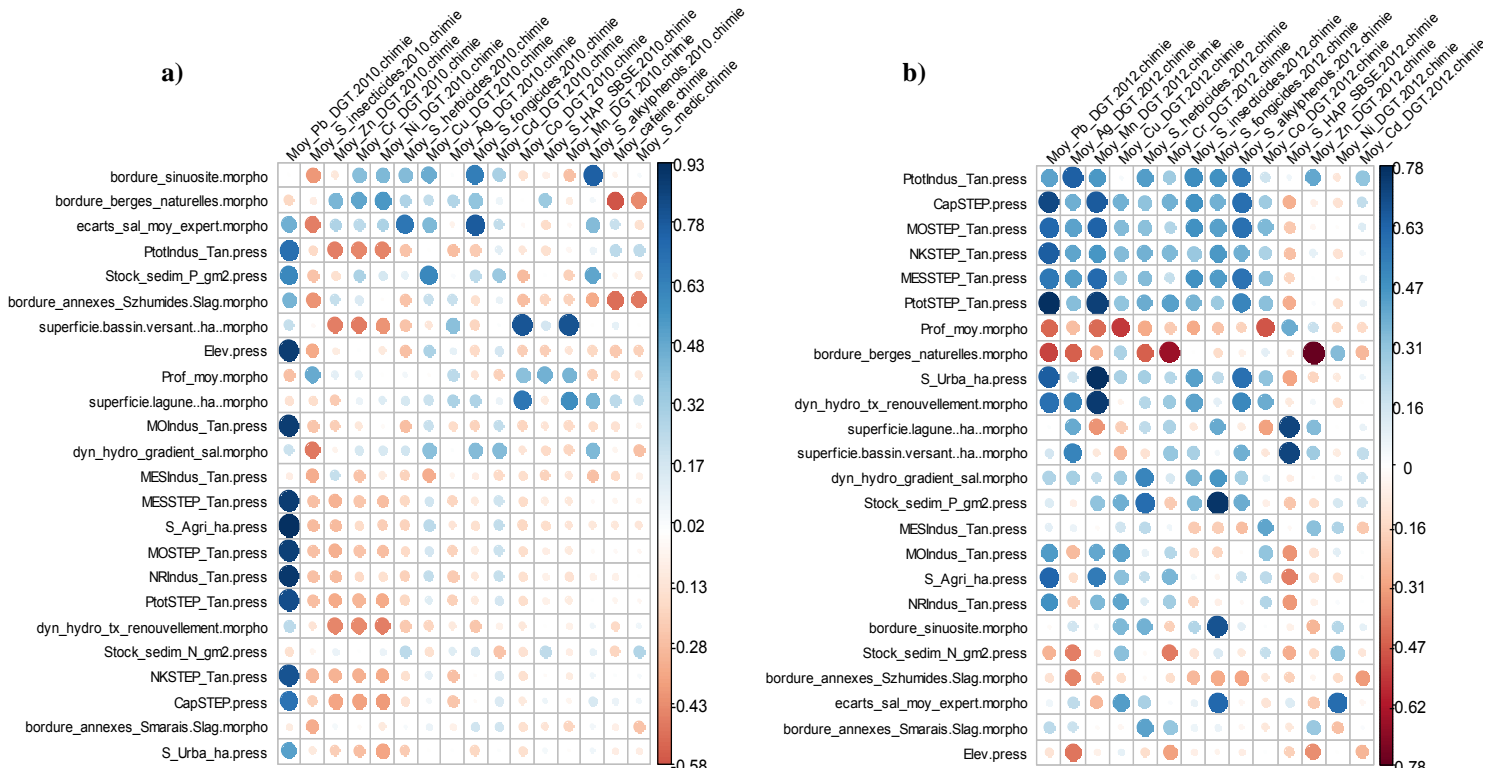 a)
Moy_Pb_DGT.2010.chimie
Moy_S_insecticides.2010.chimie
Moy_Zn_DGT.2010.chimie
Moy_Cr_DGT.2010.chimie
Moy_Ni_DGT.2010.chimie
Moy_S_herbicides.2010.chimie
Moy_Cu_DGT.2010.chimie
Moy_Ag_DGT.2010.chimie
Moy_S_fongicides.2010.chimie
Moy_Cd_DGT.2010.chimie
Moy_Co_DGT.2010.chimie
Moy_S_HAP_SBSE.2010.chimie
Moy_Mn_DGT.2010.chimie
Moy_S_alkylphenols.2010.chimie
Moy_cafeine.chimie
Moy_S_medic.chimie
bordure_sinuosite.morpho
bordure_berges_naturelles.morpho
ecarts_sal_moy_expert.morpho
PtotIndus_Tan.press
Stock_sedim_P_gm2.press
bordure_annexes_Szhumides.Slag.morpho
superficie.bassin.versant..ha..morpho
Elev.press
Prof_moy.morpho
superficie.lagune..ha..morpho
MOIndus_Tan.press
dyn_hydro_gradient_sal.morpho
MESIndus_Tan.press
MESSTEP_Tan.press
S_Agri_ha.press
MOSTEP_Tan.press
NRIndus_Tan.press
PtotSTEP_Tan.press
dyn_hydro_tx_renouvellement.morpho
Stock_sedim_N_gm2.press
NKSTEP_Tan.press
CapSTEP.press
bordure_annexes_Smarais.Slag.morpho
S_Urba_ha.press
0.93
0.78
0.63
0.48
0.32
0.17
0.02
-0.13
-0.28
-0.43
-0.58
b)
Moy_Pb_DGT.2012.chimie
Moy_Ag_DGT.2012.chimie
Moy_Mn_DGT.2012.chimie
Moy_Cu_DGT.2012.chimie
Moy_S_herbicides.2012.chimie
Moy_Cr_DGT.2012.chimie
Moy_S_insecticides.2012.chimie
Moy_S_fongicides.2012.chimie
Moy_S_alkylphenols.2012.chimie
Moy_Co_DGT.2012.chimie
Moy_S_HAP_SBSE.2012.chimie
Moy_Zn_DGT.2012.chimie
Moy_Ni_DGT.2012.chimie
Moy_Cd_DGT.2012.chimie
PtotIndus_Tan.press
CapSTEP.press
MOSTEP_Tan.press
NKSTEP_Tan.press
MESSTEP_Tan.press
PtotSTEP_Tan.press
Prof_moy.morpho
bordure_berges_naturelles.morpho
S_Urba_ha.press
dyn_hydro_tx_renouvellement.morpho
superficie.lagune..ha..morpho
superficie.bassin.versant..ha..morpho
dyn_hydro_gradient_sal.morpho
Stock_sedim_P_gm2.press
MESIndus_Tan.press
MOIndus_Tan.press
S_Agri_ha.press
NRIndus_Tan.press
bordure_sinuosite.morpho
Stock_sedim_N_gm2.press
bordure_annexes_Szhumides.Slag.morpho
ecarts_sal_moy_expert.morpho
bordure_annexes_Smarais.Slag.morpho
Elev.press
0.78
0.63
0.47
0.31
0.16
0
-0.16
-0.31
-0.47
-0.62
-0.78